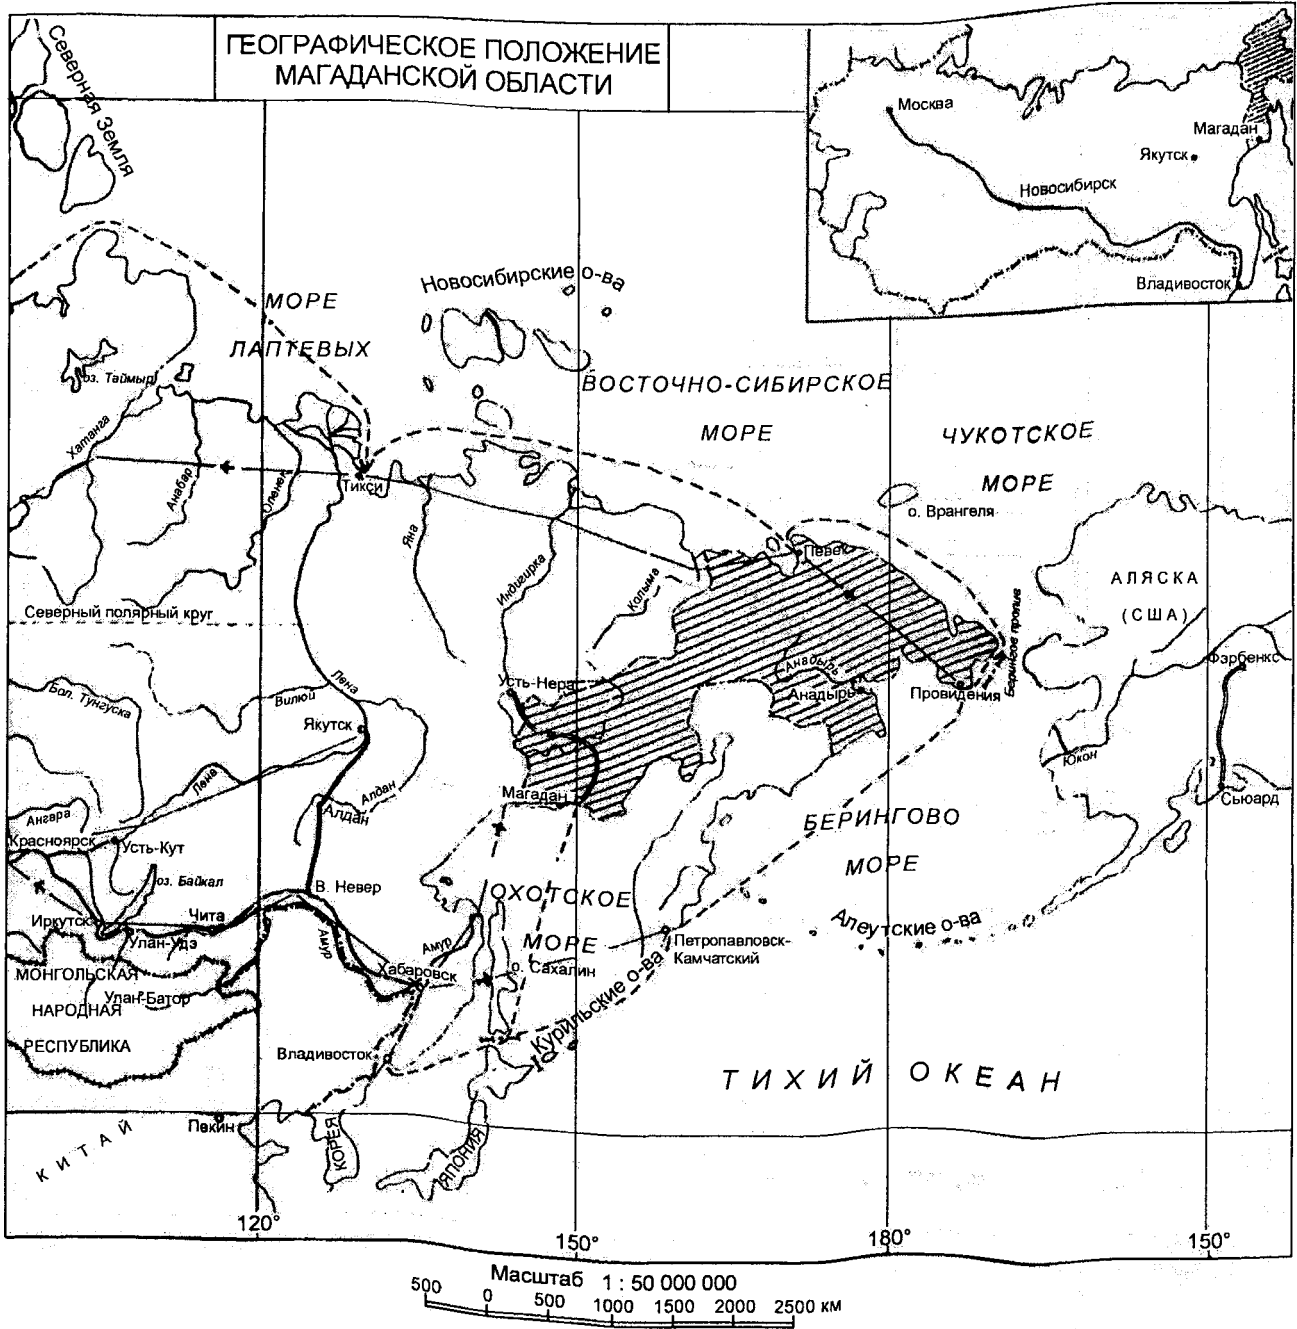 ГЕОГРАФИЧЕСКОЕ ПОЛОЖЕНИЕ
МАГАДАНСКОЙ ОБЛАСТИ
Северная Земля
Москва
Магадан
Якутск
Новосибирск
Владивосток
Новосибирские о-ва
МОРЕ
ЛАПТЕВЫХ
оз. Таймыр
ВОСТОЧНО-СИБИРСКОЕ
МОРЕ
ЧУКОТСКОЕ
МОРЕ
Хатанга
Анабар
Оленек
Тикси
Яна
Индигирка
Колыма
о. Врангеля
Певек
АЛЯСКА
(США)
Северный полярный круг
Берингов пролив
Фэрбенкс
Бол. Тунгуска
Вилюй
Лена
Усть-Нера
Анадырь
Анадырь
Провидения
Якутск
Юкон
Лена
Алдан
Алдан
Магадан
Сьюард
Ангара
Красноярск
Усть-Кут
БЕРИНГОВО
МОРЕ
оз. Байкал
В. Невер
ОХОТСКОЕ
МОРЕ
Алеутские о-ва
Иркутск
Чита
Улан-Удэ
Амур
Амур
Петропавловск-
Камчатский
Хабаровск
о. Сахалин
Курильские о-ва
МОНГОЛЬСКАЯ
Улан-Батор
НАРОДНАЯ
РЕСПУБЛИКА
Владивосток
ТИХИЙ ОКЕАН
Пекин
КИТАЙ
КОРЕЯ
ЯПОНИЯ
120°
150°
180°
150°
Масштаб 1 : 50 000 000
500 0 500 1000 1500 2000 2500 км